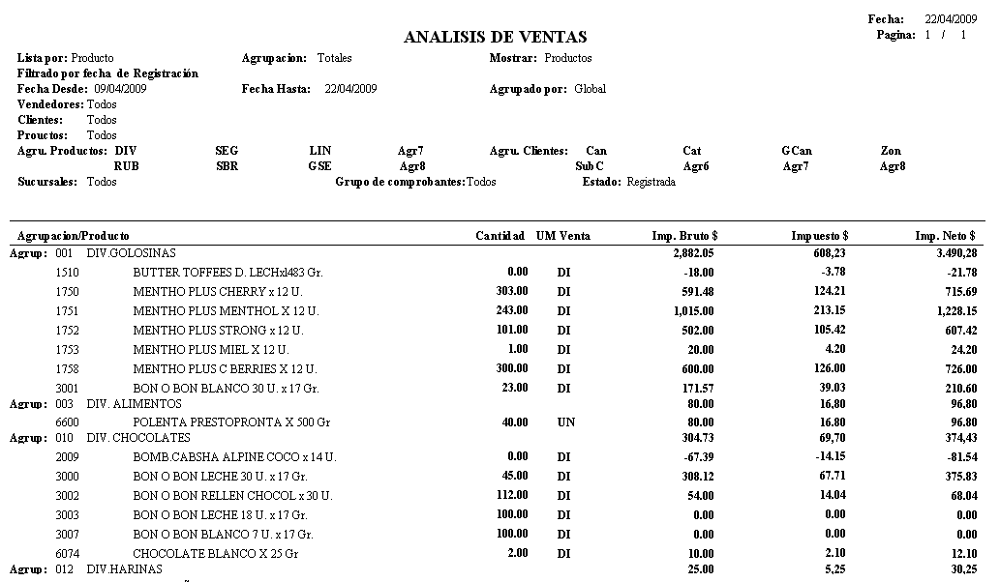 Fecha: 22/04/2009
ANALISIS DE VENTAS
Pagina: 1 / 1
Lista por: Producto Agrupacion: Totales Mostrar: Productos
Filtrado por fecha de Registración
Fecha Desde: 09/04/2009 Fecha Hasta: 22/04/2009 Agrupado por: Global
Vendedores: Todos
Clientes: Todos
Prouctos: Todos
Agru. Productos: DIV SEG LIN Agr7 Agru. Clientes: Can Cat GCan Zon
RUB SBR GSE Agr8 SubC Agr6 Agr7 Agr8
Sucursales: Todos Grupo de comprobantes: Todos Estado: Registrada
Agrupacion/Producto Cantidad UM Venta Imp. Bruto $ Impuesto $ Imp. Neto $
Agrup: 001 DIV.GOLOSINAS 2,882.05 608,23 3.490,28
1510 BUTTER TOFFEES D. LECHx1483 Gr. 0.00 DI -18.00 -3.78 -21.78
1750 MENTHO PLUS CHERRY x 12 U. 303.00 DI 591.48 124.21 715.69
1751 MENTHO PLUS MENTHOL X 12 U. 243.00 DI 1,015.00 213.15 1,228.15
1752 MENTHO PLUS STRONG x 12 U. 101.00 DI 502.00 105.42 607.42
1753 MENTHO PLUS MIEL X 12 U. 1.00 DI 20.00 4.20 24.20
1758 MENTHO PLUS C BERRIES X 12 U. 300.00 DI 600.00 126.00 726.00
3001 BON O BON BLANCO 30 U. x 17 Gr. 23.00 DI 171.57 39.03 210.60
Agrup: 003 DIV. ALIMENTOS 80.00 16,80 96,80
6600 POLENTA PRESTOPRONTA X 500 Gr 40.00 UN 80.00 16.80 96.80
Agrup: 010 DIV. CHOCOLATES 304.73 69,70 374,43
2009 BOMB.CABSHA ALPINE COCO x 14 U. 0.00 DI -67.39 -14.15 -81.54
3000 BON O BON LECHE 30 U. x 17 Gr. 45.00 DI 308.12 67.71 375.83
3002 BON O BON RELLEN CHOCOL x 30 U. 112.00 DI 54.00 14.04 68.04
3003 BON O BON LECHE 18 U. x 17 Gr. 100.00 DI 0.00 0.00 0.00
3007 BON O BON BLANCO 7 U. x 17 Gr. 100.00 DI 0.00 0.00 0.00
6074 CHOCOLATE BLANCO X 25 Gr 2.00 DI 10.00 2.10 12.10
Agrup: 012 DIV.HARINAS 25.00 5,25 30,25